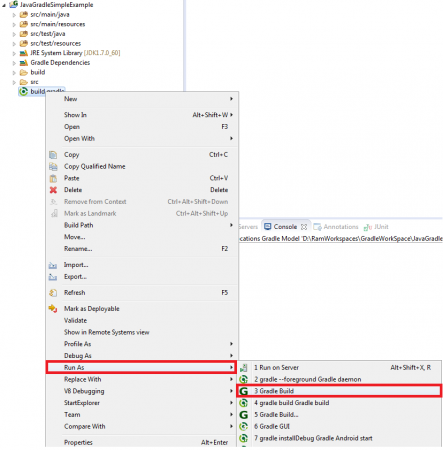 JavaGradleSimpleExample
src/main/java
src/main/resources
src/test/java
src/test/resources
JRE System Library [JDK1.7.0_60]
Gradle Dependencies
build
src
build.gradle
New
Show In Alt+Shift+W
Open F3
Open With
Copy Ctrl+C
Copy Qualified Name
Paste Ctrl+V
Delete Delete
Remove from Context Ctrl+Alt+Shift+Down
Mark as Landmark Ctrl+Alt+Shift+Up
Build Path
Move...
Rename... F2
Import...
Export...
Refresh F5
Mark as Deployable
Validate
Show in Remote Systems view
Profile As
Debug As
Run As
Replace With
V8 Debugging
StartExplorer
Team
Compare With
Properties Alt+Enter
Servers Console Annotations JUnit
cations Gradle Model 'D:\RamWorkspaces\GradleWorkSpace\JavaGradle
1 Run on Server Alt+Shift+X, R
2 gradle --foreground Gradle daemon
3 Gradle Build
4 gradle build Gradle build
5 Gradle Build...
6 Gradle GUI
7 gradle installDebug Gradle Android start